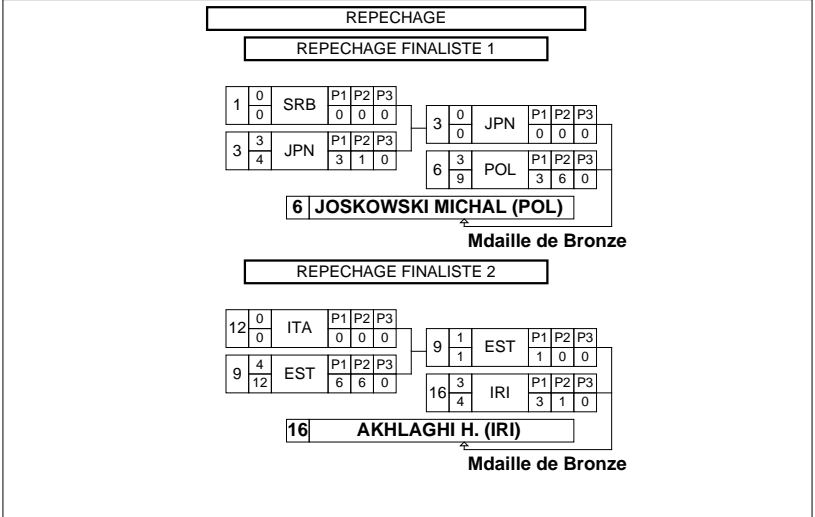 REPECHAGE
REPECHAGE FINALISTE 1
1 0 SRB P1 P2 P3
0 0 0 0
3 3 JPN P1 P2 P3
4 3 1 0
3 0 JPN P1 P2 P3
0 0 0 0
6 3 POL P1 P2 P3
9 3 6 0
6 JOSKOWSKI MICHAL (POL)
Mdaille de Bronze
REPECHAGE FINALISTE 2
12 0 ITA P1 P2 P3
0 0 0 0
9 4 EST P1 P2 P3
12 6 6 0
9 1 EST P1 P2 P3
1 1 0 0
16 3 IRI P1 P2 P3
4 3 1 0
16 AKHLAGHI H. (IRI)
Mdaille de Bronze